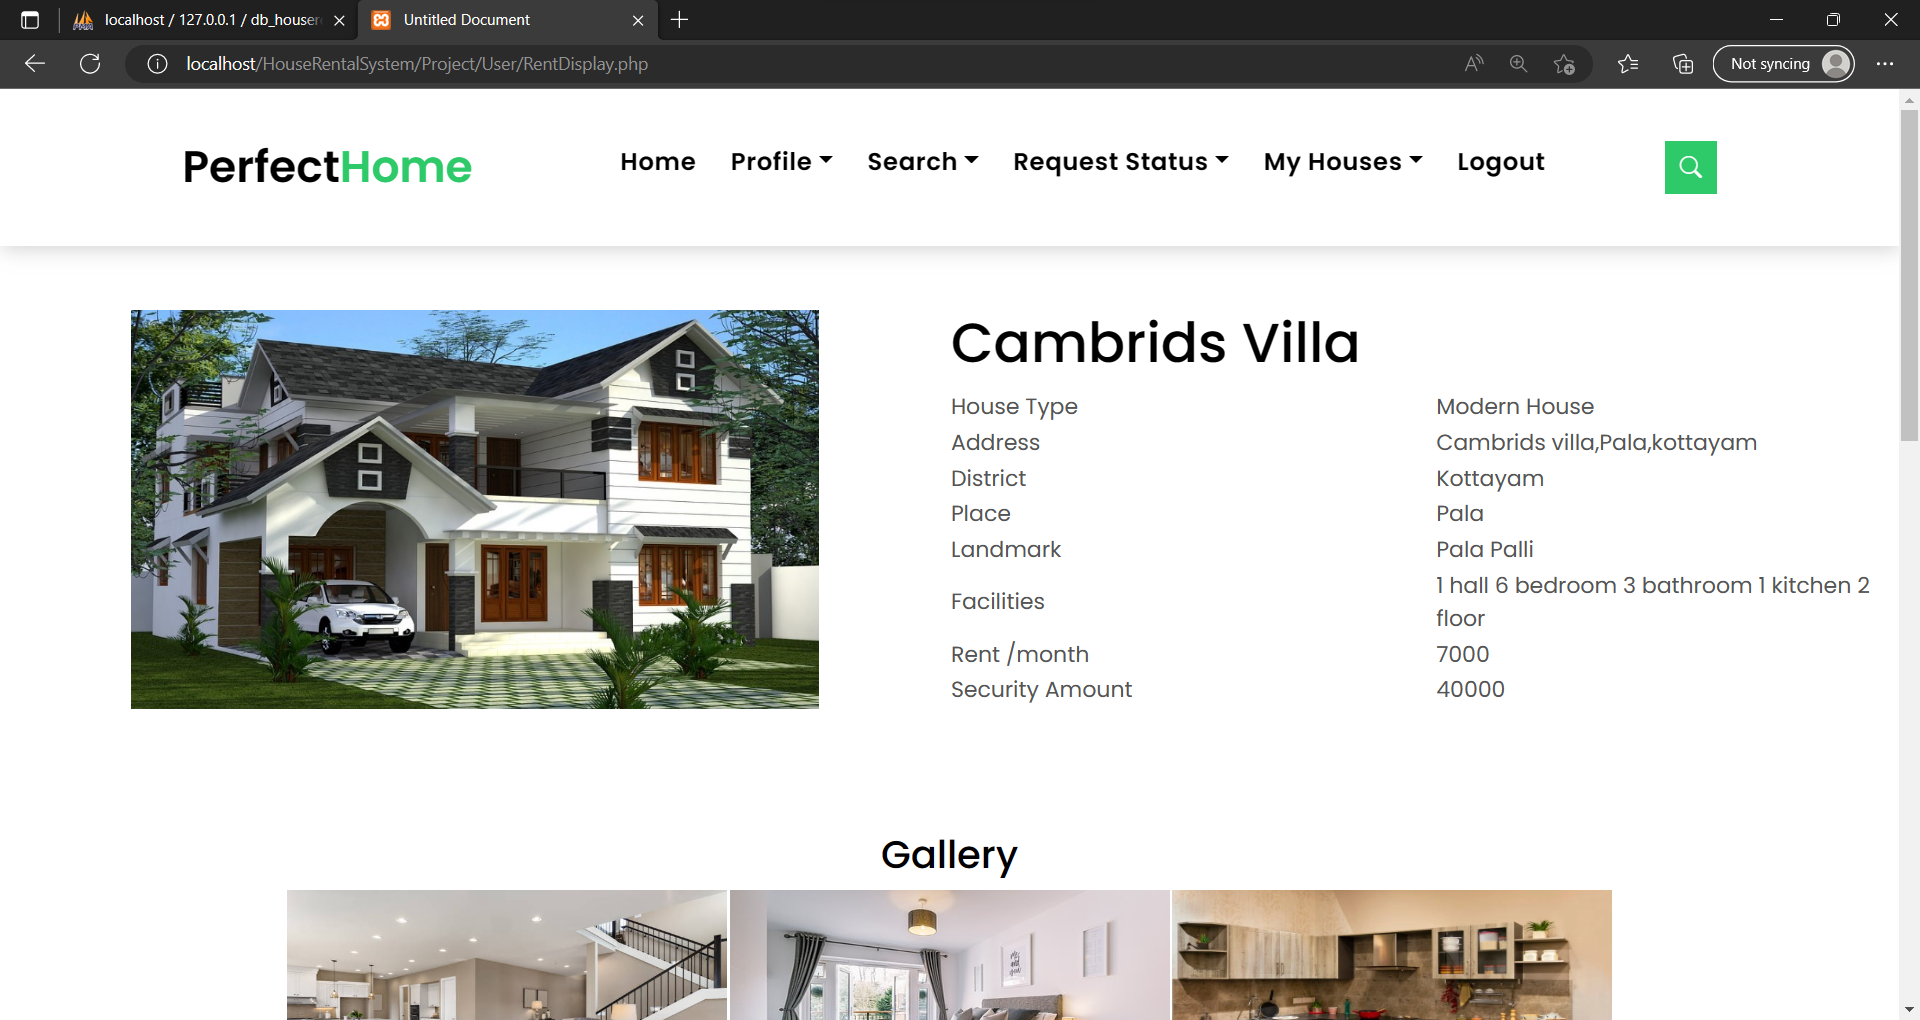 localhost / 127.0.0.1 / db_house
Untitled Document
localhost/HouseRentalSystem/Project/User/RentDisplay.php
Not syncing
PerfectHome
Home
Profile
Search
Request Status
My Houses
Logout
Cambrids Villa
House Type Modern House
Address Cambrids villa,Pala,kottayam
District Kottayam
Place Pala
Landmark Pala Palli
Facilities 1 hall 6 bedroom 3 bathroom 1 kitchen 2
floor
Rent /month 7000
Security Amount 40000
Gallery